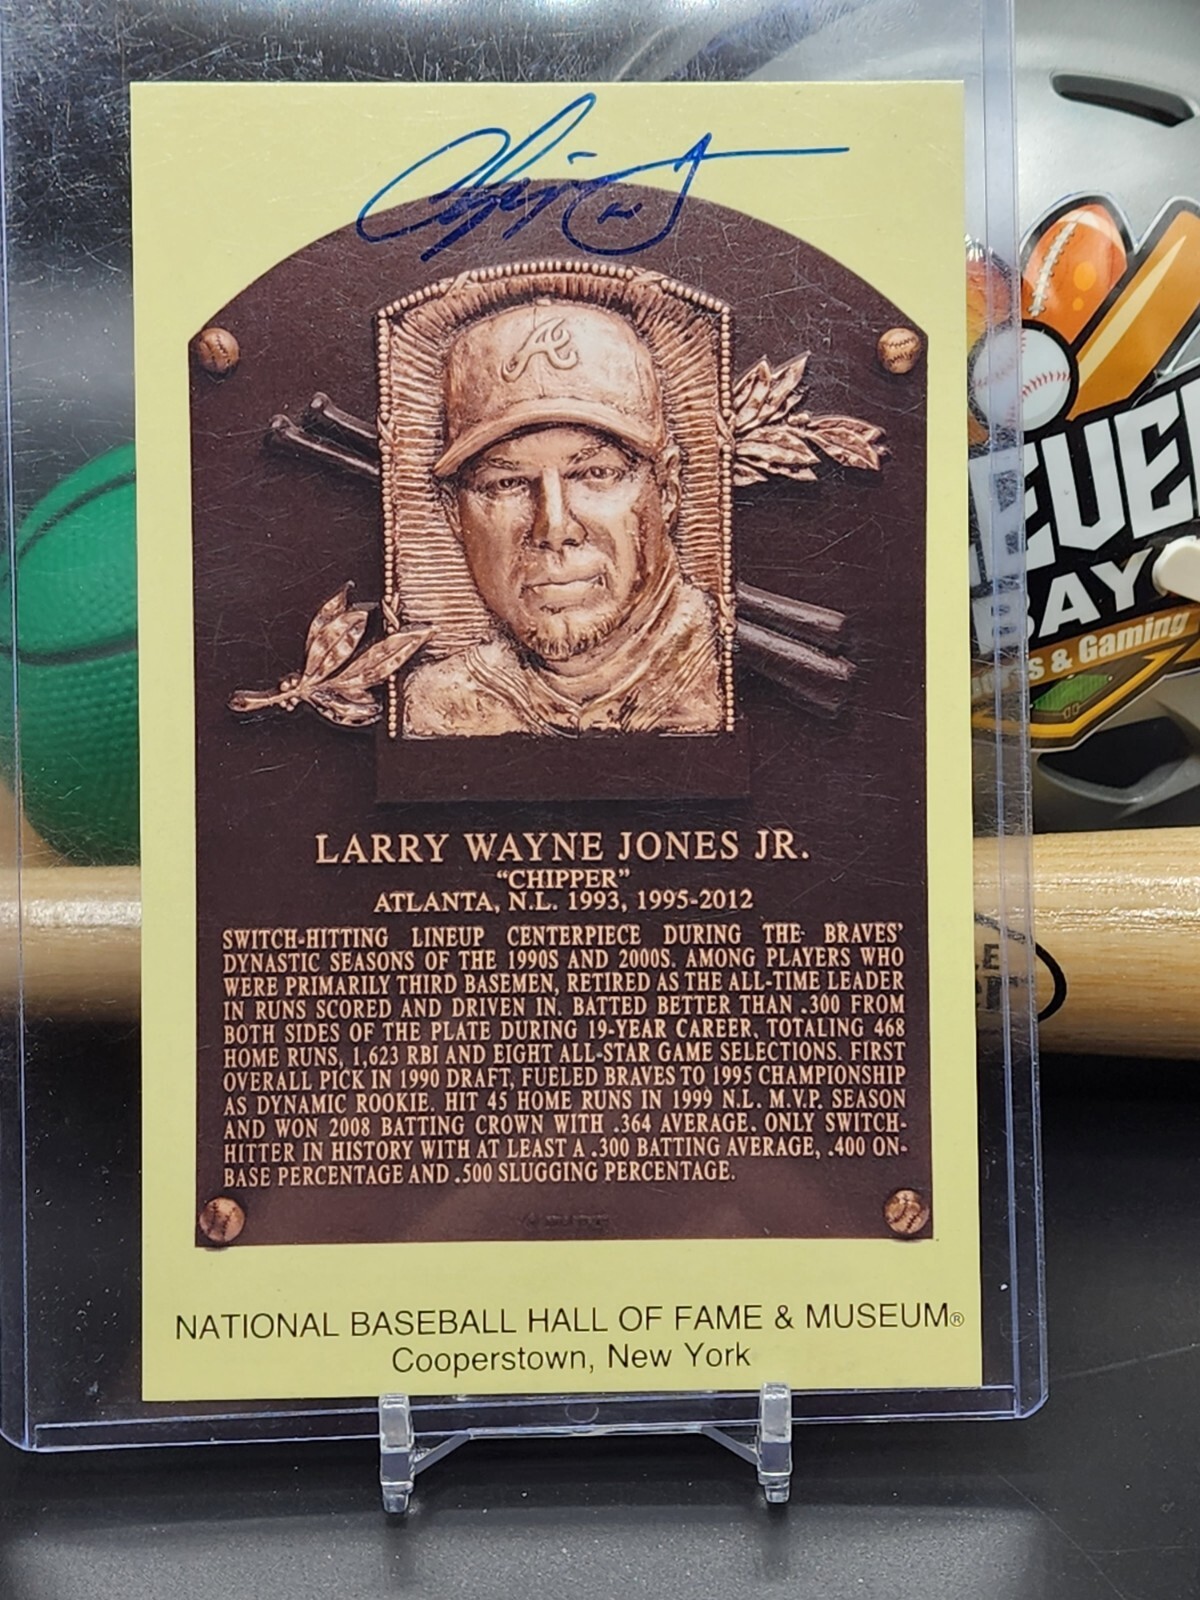 LARRY WAYNE JONES JR.
“CHIPPER”
ATLANTA, N.L. 1993, 1995-2012
SWITCH-HITTING LINEUP CENTERPIECE DURING THE BRAVES’
DYNASTIC SEASONS OF THE 1990S AND 2000S. AMONG PLAYERS WHO
WERE PRIMARILY THIRD BASEMEN, RETIRED AS THE ALL-TIME LEADER
IN RUNS SCORED AND DRIVEN IN. BATTED BETTER THAN .300 FROM
BOTH SIDES OF THE PLATE DURING 19-YEAR CAREER, TOTALING 468
HOME RUNS, 1,623 RBI AND EIGHT ALL-STAR GAME SELECTIONS. FIRST
OVERALL PICK IN 1990 DRAFT, FUELED BRAVES TO 1995 CHAMPIONSHIP
AS DYNAMIC ROOKIE. HIT 45 HOME RUNS IN 1999 N.L. M.V.P. SEASON
AND WON 2008 BATTING CROWN WITH .364 AVERAGE. ONLY SWITCH-
HITTER IN HISTORY WITH AT LEAST A .300 BATTING AVERAGE, .400 ON-
BASE PERCENTAGE AND .500 SLUGGING PERCENTAGE.
NATIONAL BASEBALL HALL OF FAME & MUSEUM®
Cooperstown, New York
BAY
& Gaming